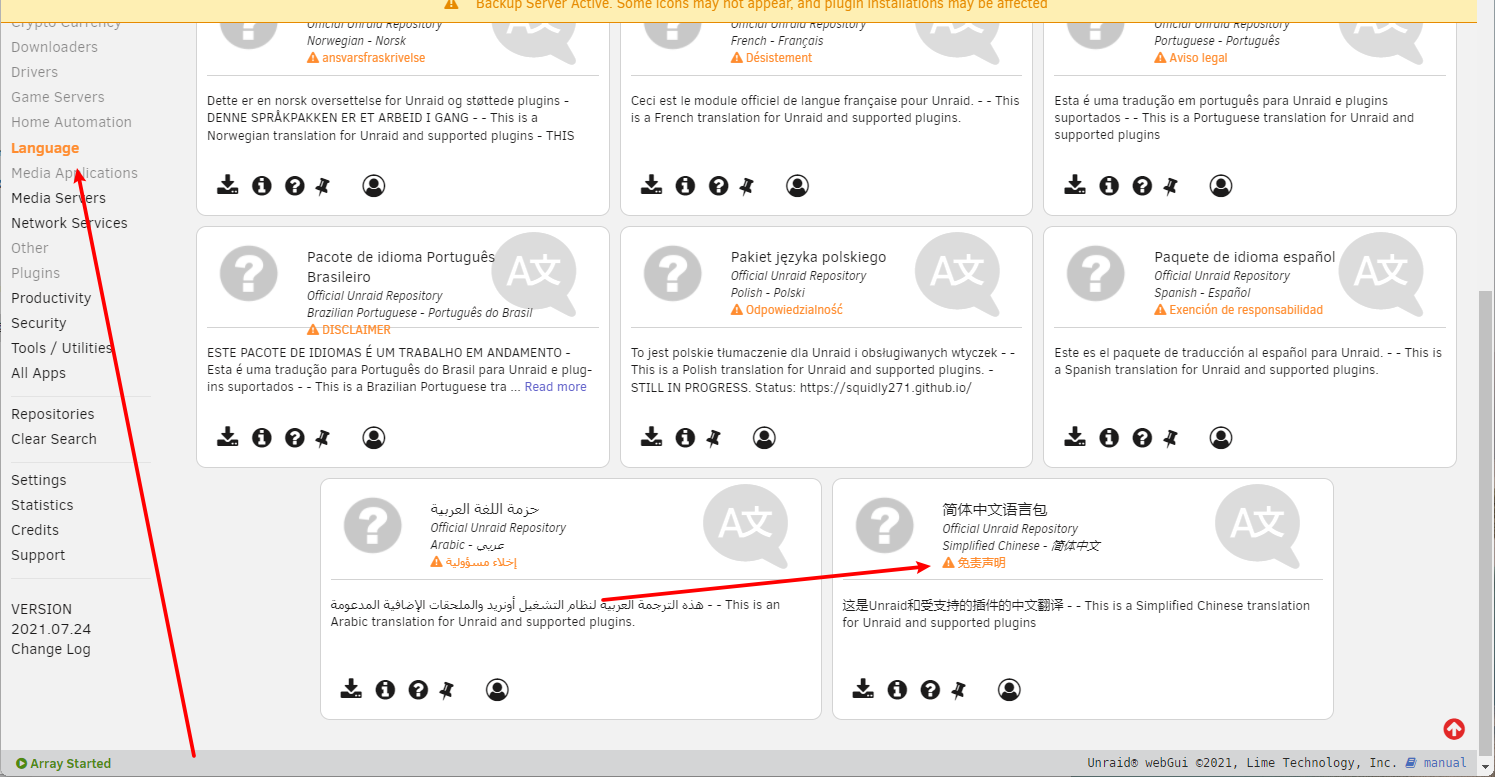 Backup Server Active. Some icons may not appear, and plugin installations may be affected
Crypto Currency
Downloaders
Drivers
Game Servers
Home Automation
Language
Media Applications
Media Servers
Network Services
Other
Plugins
Productivity
Security
Tools / Utilities
All Apps
Repositories
Clear Search
Settings
Statistics
Credits
Support
VERSION
2021.07.24
Change Log
Official Unraid Repository
Norwegian - Norsk
ansvarsfraskrivelse
Dette er en norsk oversettelse for Unraid og støttede plugins -
DENNE SPRÅKPAKKEN ER ET ARBEID I GANG - - This is a
Norwegian translation for Unraid and supported plugins - THIS
Official Unraid Repository
French - Français
Désistement
Ceci est le module officiel de langue française pour Unraid. - - This
is a French translation for Unraid and supported plugins.
Official Unraid Repository
Portuguese - Português
Aviso legal
Esta é uma tradução em português para Unraid e plugins
suportados - - This is a Portuguese translation for Unraid and
supported plugins
Pacote de idioma Português
Brasileiro
Official Unraid Repository
Brazilian Portuguese - Português do Brasil
DISCLAIMER
A文
ESTE PACOTE DE IDIOMAS É UM TRABALHO EM ANDAMENTO -
Esta é uma tradução para Português do Brasil para Unraid e plug-
ins suportados - - This is a Brazilian Portuguese tra ... Read more
Pakiet języka polskiego
Official Unraid Repository
Polish - Polski
Odpowiedzialność
A文
To jest polskie tłumaczenie dla Unraid i obsługiwanych wtyczek - -
This is a Polish translation for Unraid and supported plugins. -
STILL IN PROGRESS. Status: https://squidly271.github.io/
Paquete de idioma español
Official Unraid Repository
Spanish - Español
Exención de responsabilidad
A文
Este es el paquete de traducción al español para Unraid. - - This is
a Spanish translation for Unraid and supported plugins.
حزمة اللغة العربية
Official Unraid Repository
Arabic - عربي
إخلاء مسؤولية
A文
هذه الترجمة العربية لنظام التشغيل أونريد والملحقات الإضافية المدعومة - - This is an
Arabic translation for Unraid and supported plugins.
简体中文语言包
Official Unraid Repository
Simplified Chinese - 简体中文
免责声明
A文
这是Unraid和受支持的插件的中文翻译 - - This is a Simplified Chinese translation
for Unraid and supported plugins
Array Started
Unraid® webGui ©2021, Lime Technology, Inc. manual